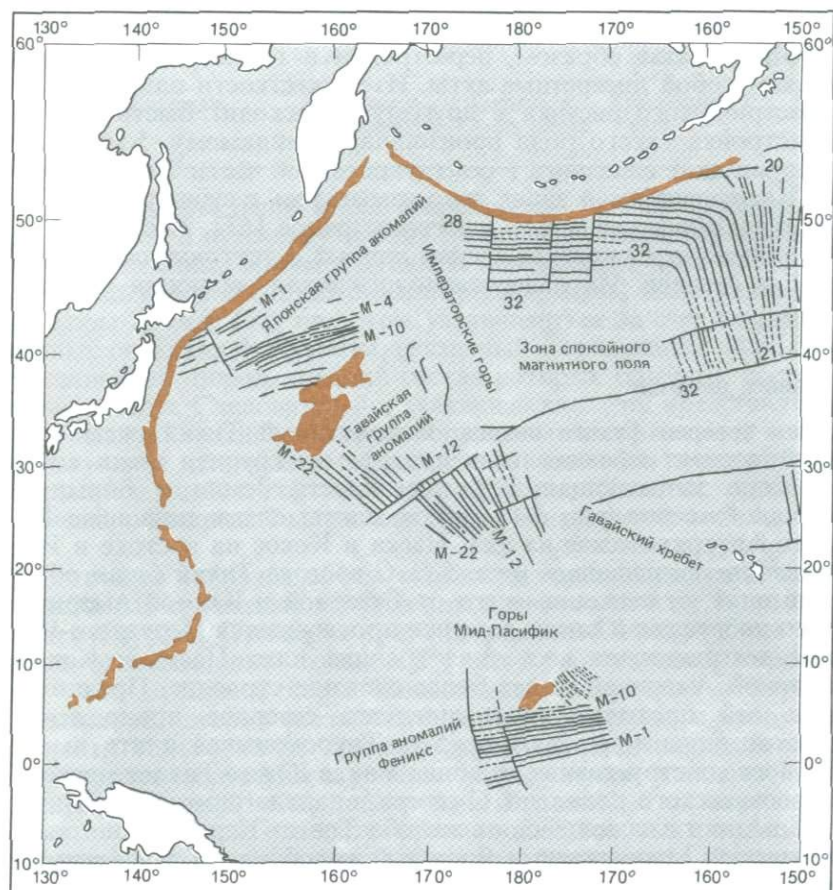 130° 140° 150° 160° 170° 180° 170° 160° 150°
60°
60°
20
50°
28
50°
32
32
Японская группа аномалий
М-1
М-4
М-10
Императорские горы
40°
Зона спокойного
магнитного поля
21
40°
32
Гавайская
группа
аномалий
30°
М-22
М-12
30°
М-22
М-12
Гавайский хребет
20°
20°
Горы
Мид-Пасифик
10°
10°
М-10
Группа аномалий
Феникс
М-1
0°
0°
10°
10°
130° 140° 150° 160° 170° 180° 170° 160° 150°